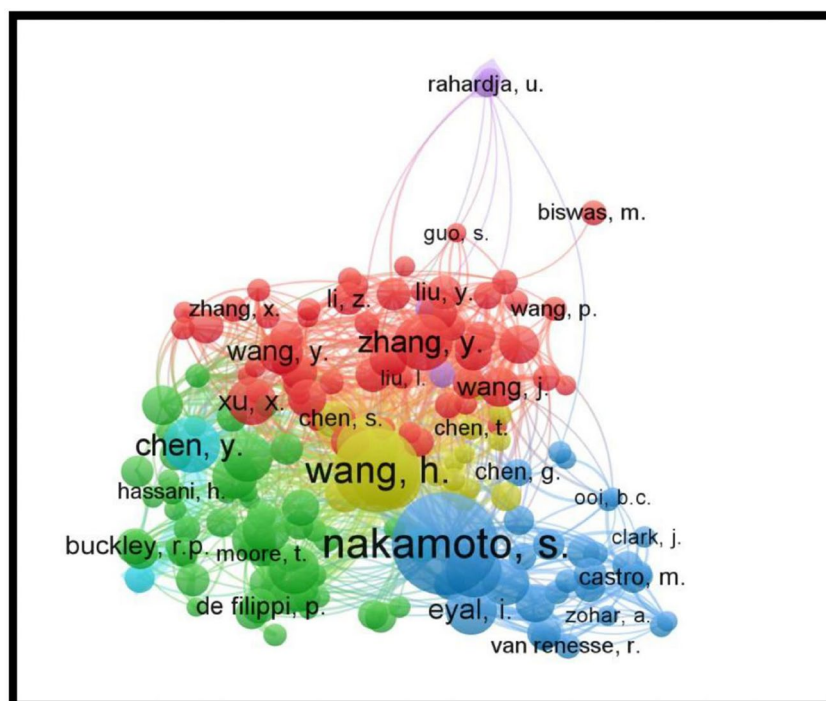 rahardja, u.
biswas, m.
guo, s.
zhang, x.
li, z.
liu, y.
wang, p.
wang, y.
zhang, y.
liu, l.
wang, j.
xu, x.
chen, s.
chen, t.
chen, y.
wang, h.
chen, g.
hassani, h.
ooi, b.c.
buckley, r.p.
moore, t.
nakamoto, s.
clark, j.
castro, m.
de filippi, p.
eyal, i.
zohar, a.
van renesse, r.